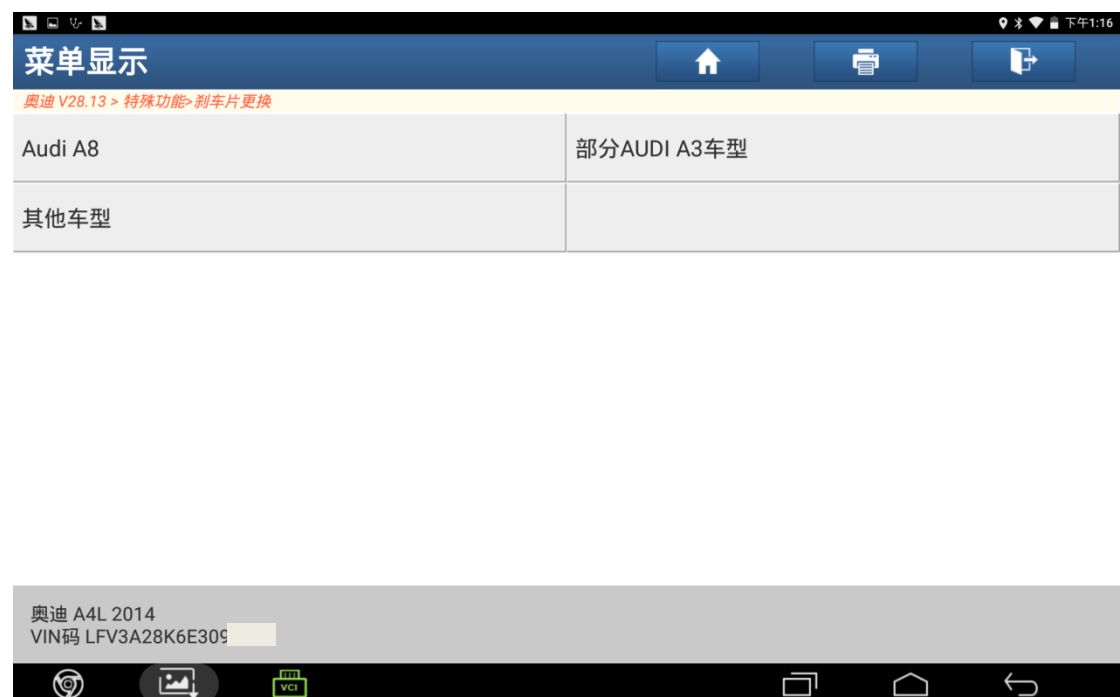 下午1:16
菜单显示
奥迪 V28.13 > 特殊功能>刹车片更换
Audi A8
部分AUDI A3车型
其他车型
奥迪 A4L 2014
VIN码 LFV3A28K6E309
VCI